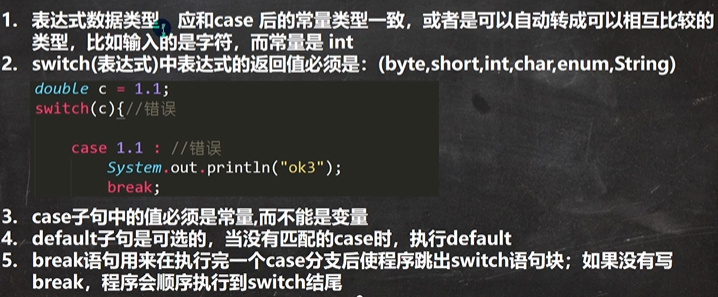 1. 表达式数据类型，应和case 后的常量类型一致，或者是可以自动转成可以相互比较的
类型，比如输入的是字符，而常量是 int
2. switch(表达式)中表达式的返回值必须是：(byte,short,int,char,enum,String)
double c = 1.1;
switch(c){//错误
case 1.1 : //错误
System.out.println("ok3");
break;
3. case子句中的值必须是常量,而不能是变量
4. default子句是可选的，当没有匹配的case时，执行default
5. break语句用来在执行完一个case分支后使程序跳出switch语句块；如果没有写
break，程序会顺序执行到switch结尾